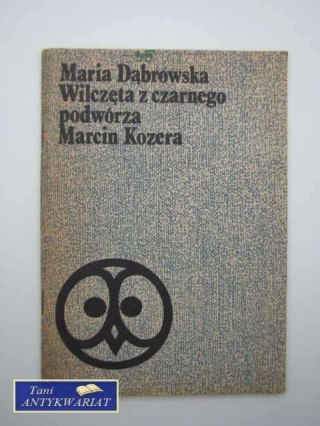 Maria Dąbrowska
Wilczęta z czarnego
podwórza
Marcin Kozera
Tani
ANTYKWARIAT